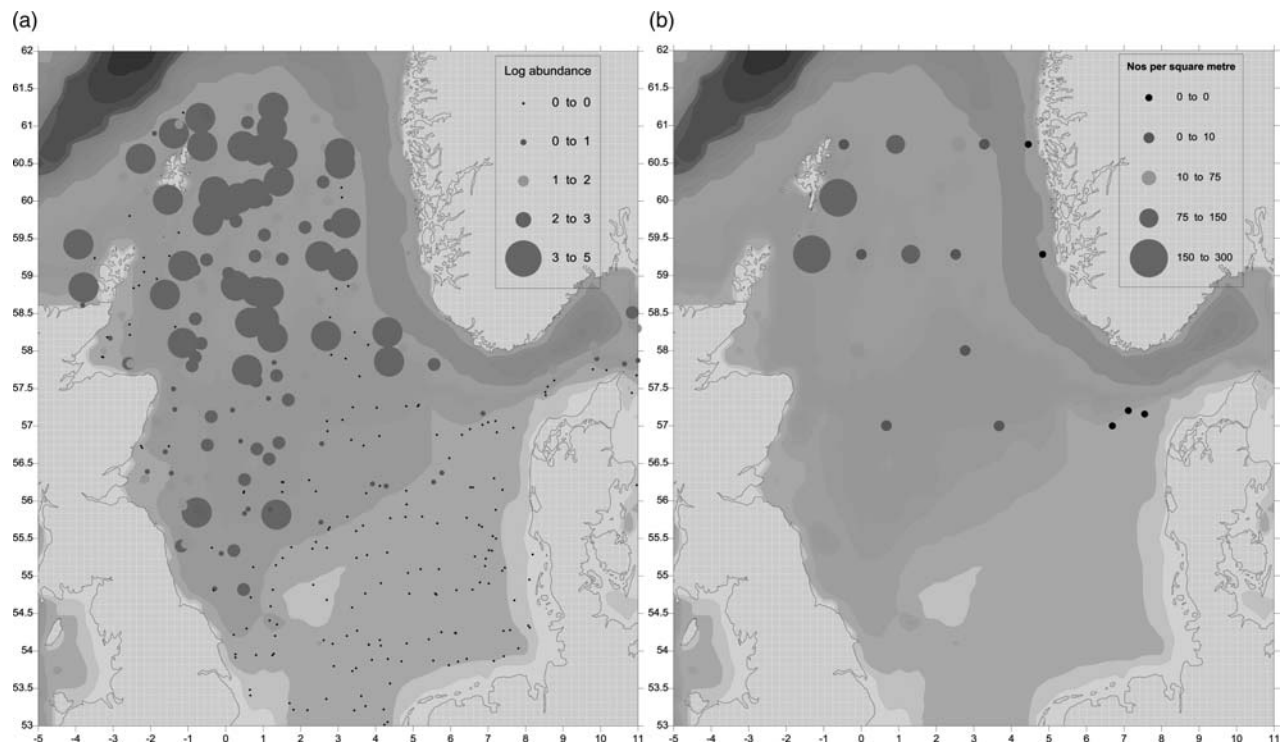 (a)
(b)
62
61.5
61
60.5
60
59.5
59
58.5
58
57.5
57
56.5
56
55.5
55
54.5
54
53.5
53
-5 -4 -3 -2 -1 0 1 2 3 4 5 6 7 8 9 10 11
Log abundance
0 to 0
0 to 1
1 to 2
2 to 3
3 to 5
62
61.5
61
60.5
60
59.5
59
58.5
58
57.5
57
56.5
56
55.5
55
54.5
54
53.5
53
-5 -4 -3 -2 -1 0 1 2 3 4 5 6 7 8 9 10 11
Nos per square metre
0 to 0
0 to 10
10 to 75
75 to 150
150 to 300